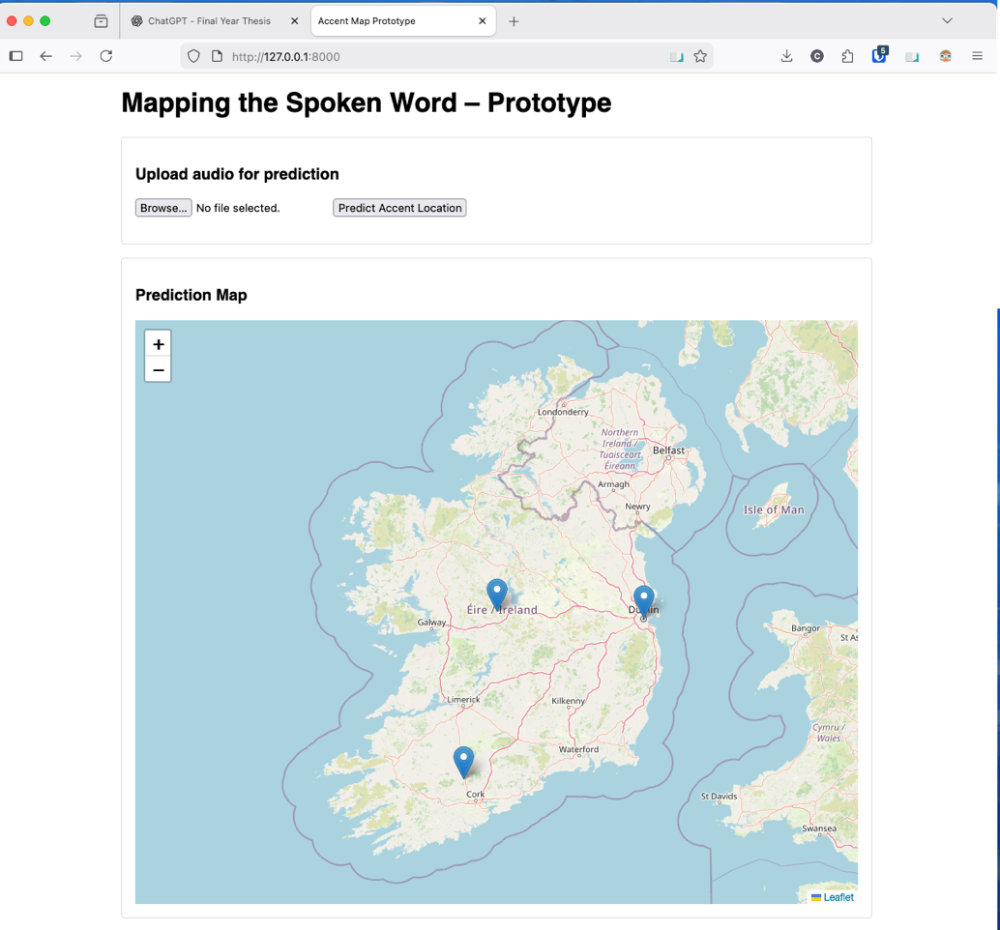 ChatGPT - Final Year Thesis
Accent Map Prototype
http://127.0.0.1:8000
C
5
Mapping the Spoken Word – Prototype
Upload audio for prediction
Browse... No file selected. Predict Accent Location
Prediction Map
+
−
Londonderry
Northern
Ireland /
Tuaisceart
Éireann
Belfast
Armagh
Newry
Isle of Man
Éire / Ireland
Galway
Bangor
St As
Limerick
Kilkenny
Cymru /
Wales
Waterford
Cork
St Davids
Swansea
Leaflet